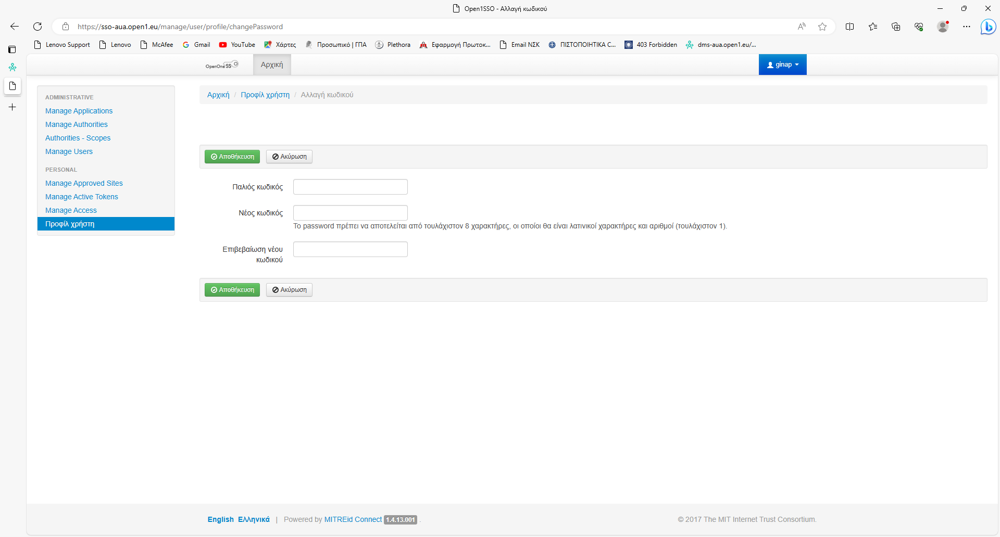 Open1SSO - Αλλαγή κωδικού
https://sso-aua.open1.eu/manage/user/profile/changePassword
Lenovo Support Lenovo McAfee Gmail YouTube Χάρτες Προσωπικό | ΓΠΑ Plethora Εφαρμογή Πρωτοκ... Email ΝΣΚ ΠΙΣΤΟΠΟΙΗΤΙΚΑ C... 403 Forbidden dms-aua.open1.eu/...
OpenOne SSO Αρχική ginap
Αρχική / Προφίλ χρήστη / Αλλαγή κωδικού
ADMINISTRATIVE
Manage Applications
Manage Authorities
Authorities - Scopes
Manage Users
PERSONAL
Manage Approved Sites
Manage Active Tokens
Manage Access
Προφίλ χρήστη
Αποθήκευση Ακύρωση
Παλιός κωδικός
Νέος κωδικός
Το password πρέπει να αποτελείται από τουλάχιστον 8 χαρακτήρες, οι οποίοι θα είναι λατινικοί χαρακτήρες και αριθμοί (τουλάχιστον 1).
Επιβεβαίωση νέου
κωδικού
Αποθήκευση Ακύρωση
English Ελληνικά | Powered by MITREid Connect 1.4.13.001 .
© 2017 The MIT Internet Trust Consortium.